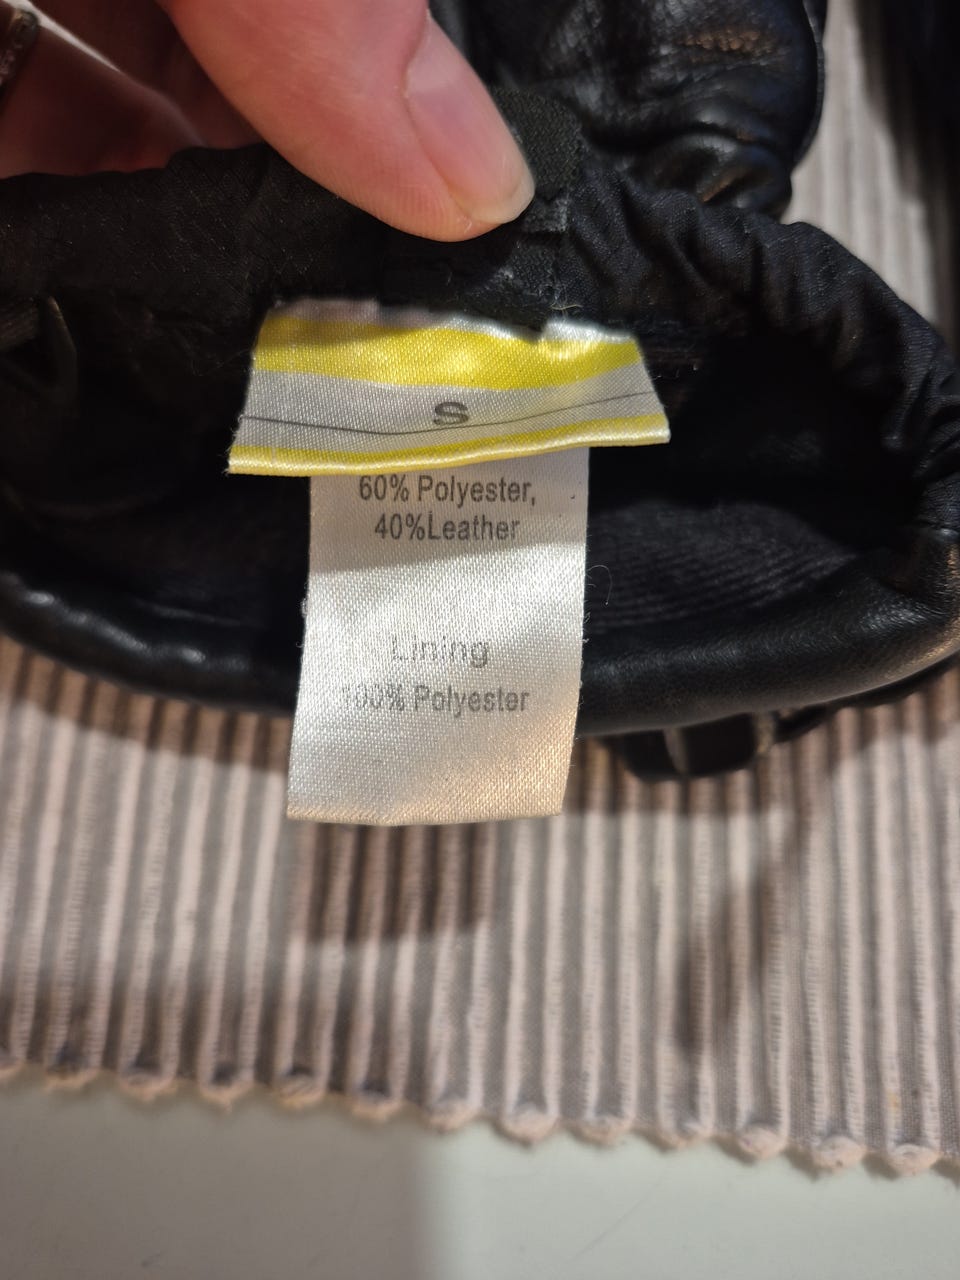 S
60% Polyester,
40%Leather
Lining
100% Polyester